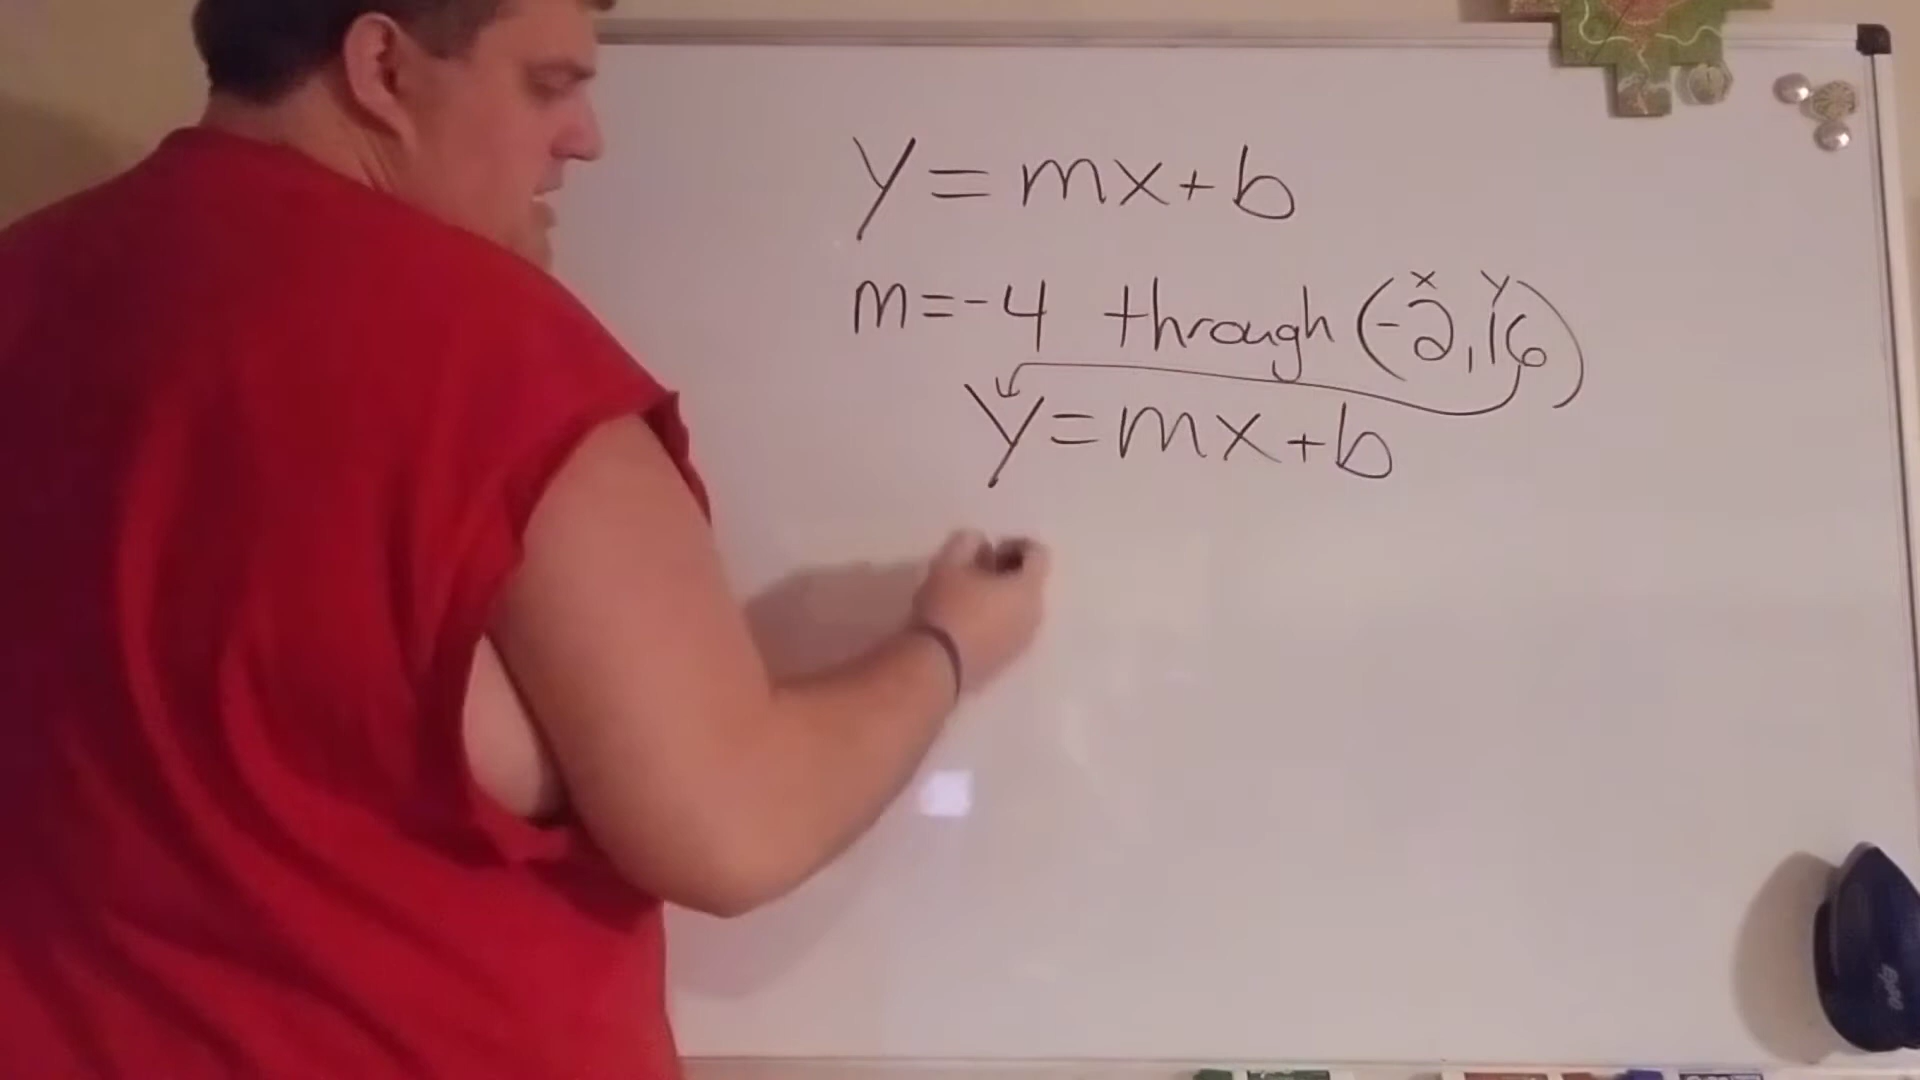 y = mx + b
m = -4 through (-2, 16)
x y
y = mx + b